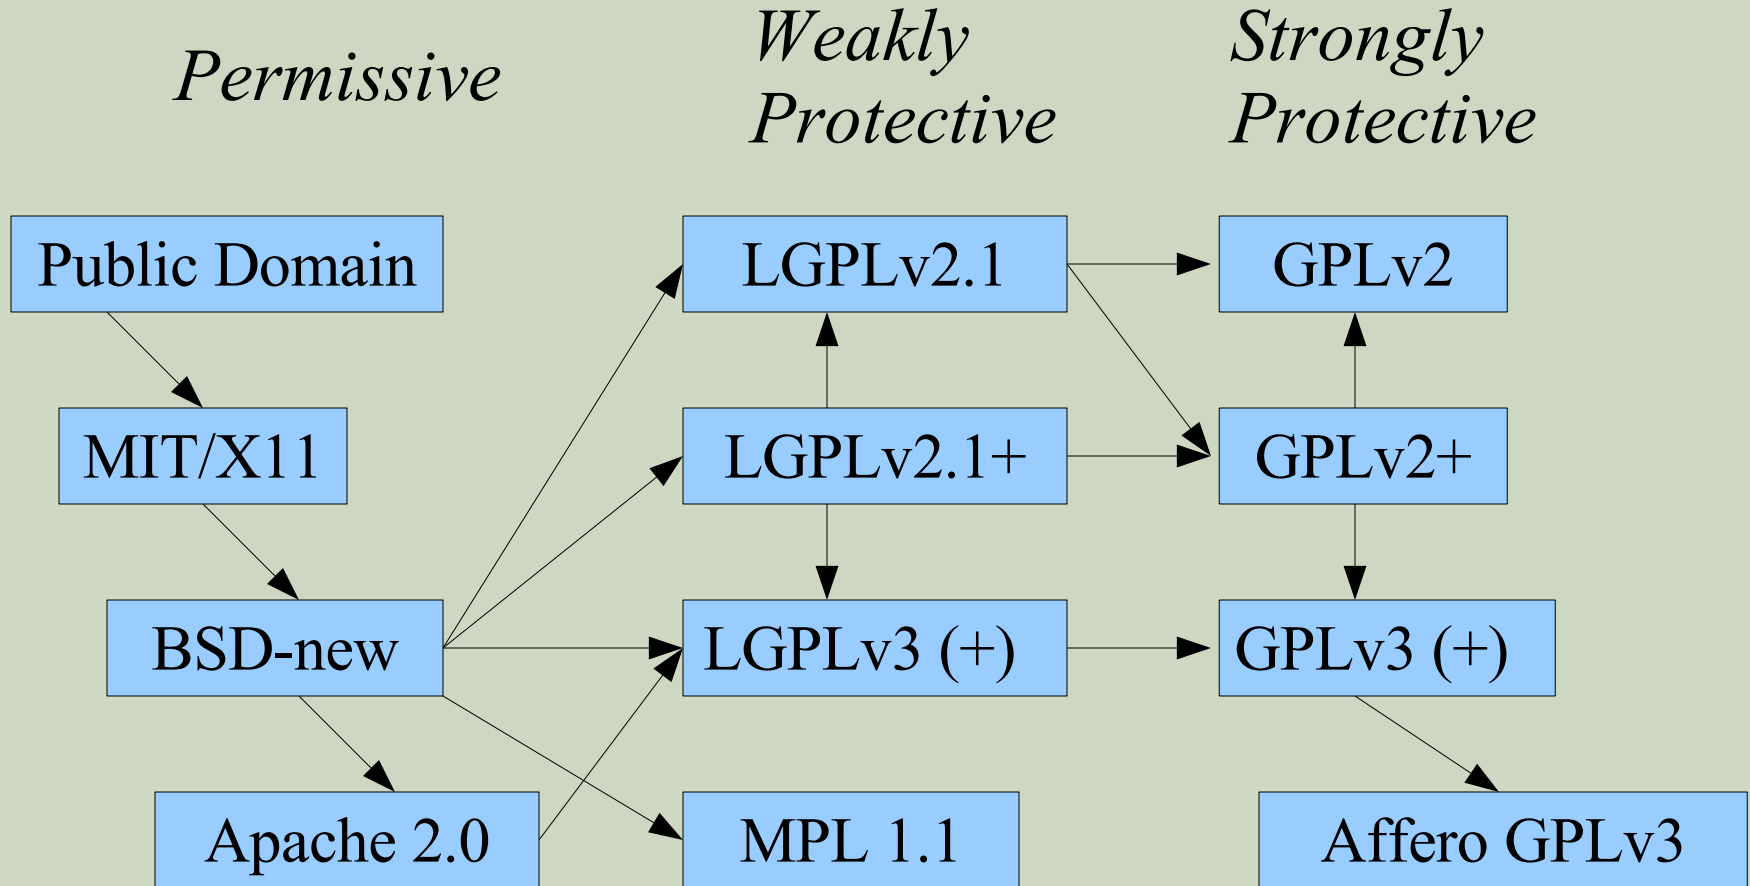 Permissive
Weakly
Protective
Strongly
Protective
Public Domain
LGPLv2.1
GPLv2
MIT/X11
LGPLv2.1+
GPLv2+
BSD-new
LGPLv3 (+)
GPLv3 (+)
Apache 2.0
MPL 1.1
Affero GPLv3